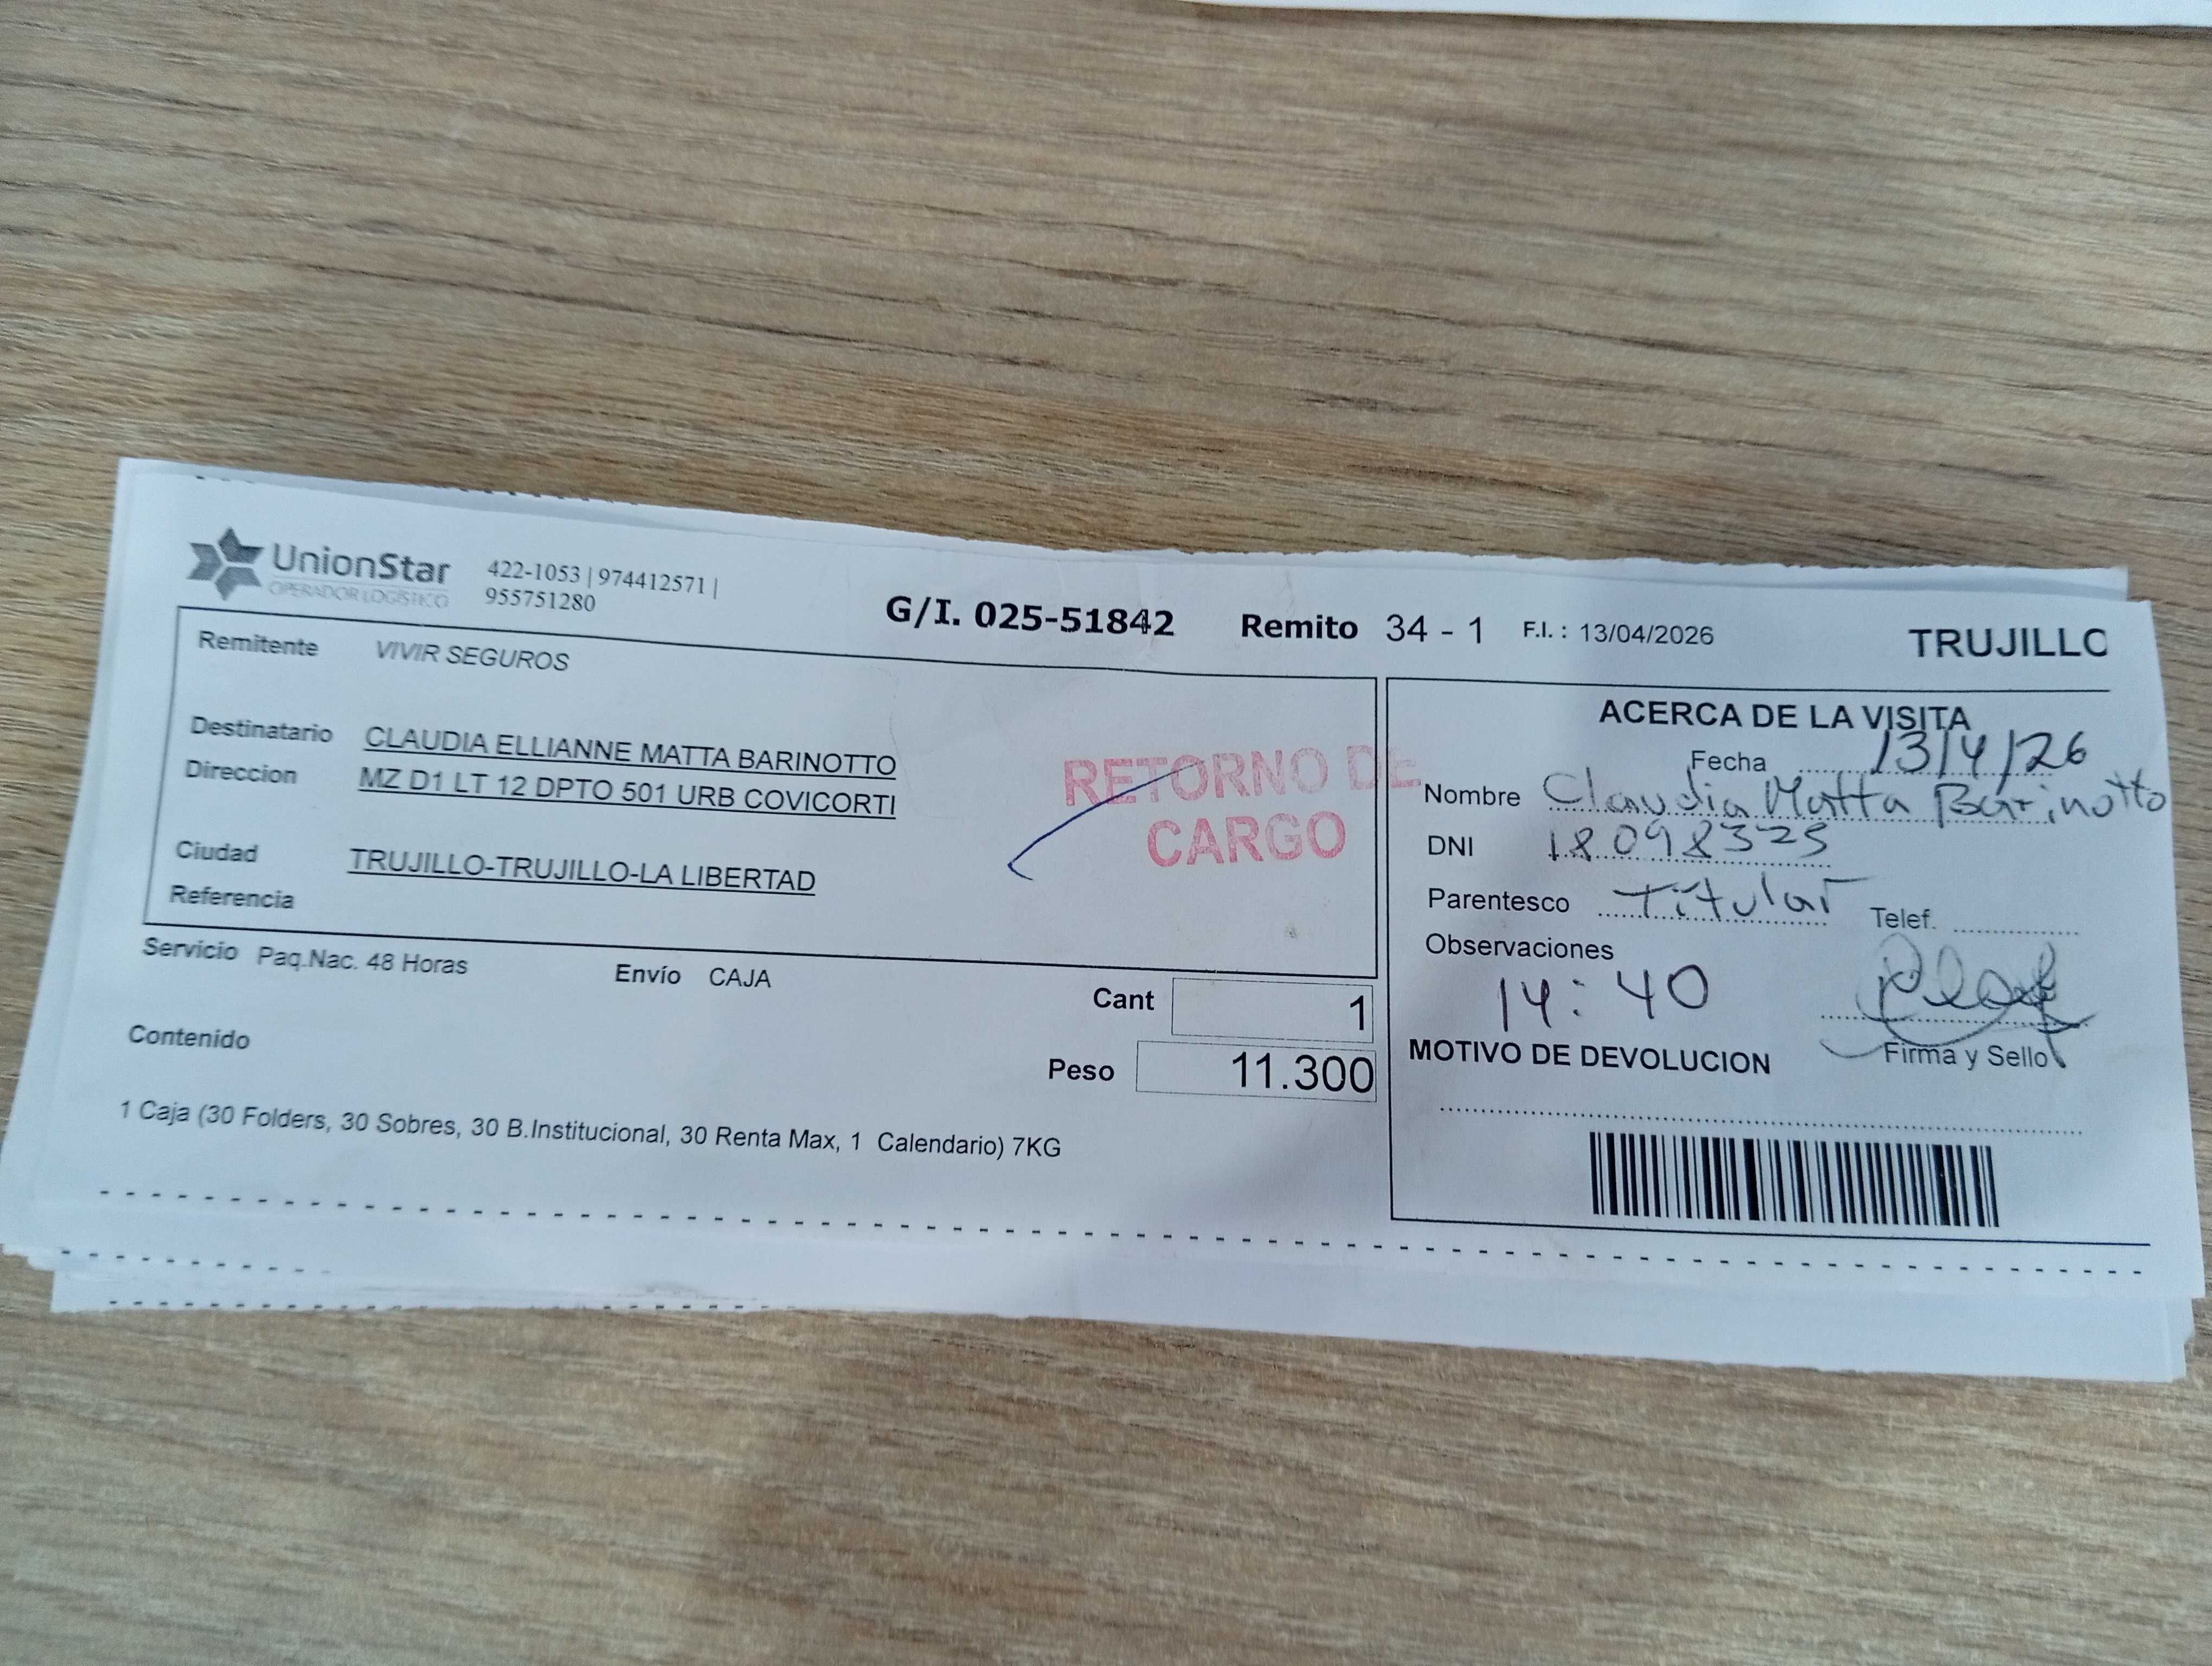 UnionStar
OPERADOR LOGÍSTICO
422-1053 | 974412571 |
955751280
G/I. 025-51842 Remito 34 - 1 F.I. : 13/04/2026 TRUJILLO
Remitente VIVIR SEGUROS
Destinatario CLAUDIA ELLIANNE MATTA BARINOTTO
Direccion MZ D1 LT 12 DPTO 501 URB COVICORTI
Ciudad TRUJILLO-TRUJILLO-LA LIBERTAD
Referencia
RETORNO DE
CARGO
Servicio Paq.Nac. 48 Horas Envío CAJA
Cant 1
Peso 11.300
Contenido
1 Caja (30 Folders, 30 Sobres, 30 B.Institucional, 30 Renta Max, 1 Calendario) 7KG
ACERCA DE LA VISITA
Fecha 13/4/26
Nombre Claudia Matta Barinotto
DNI 18098325
Parentesco Titular Telef.
Observaciones
14:40
Firma y Sello
MOTIVO DE DEVOLUCION